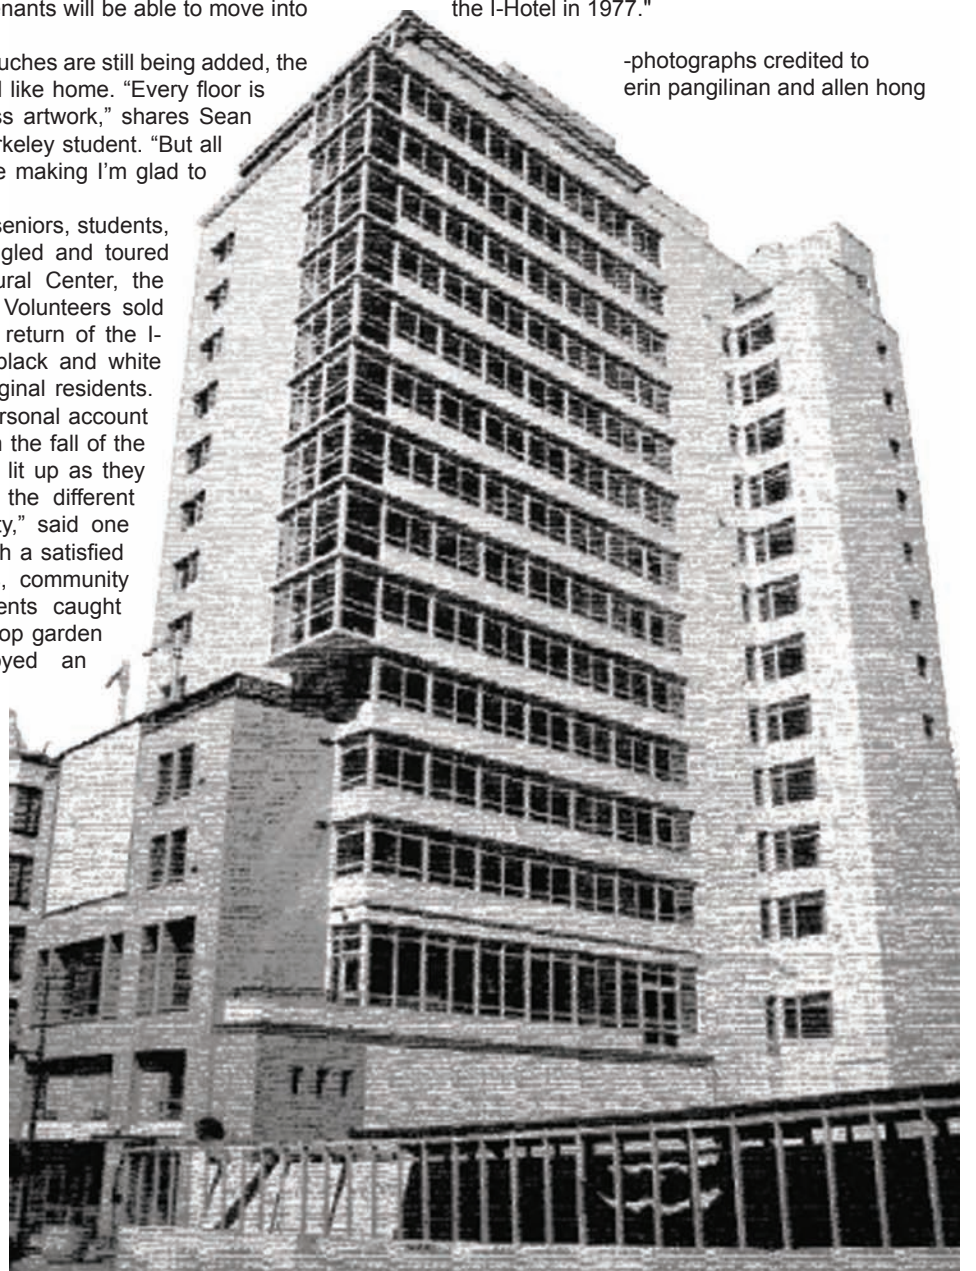 enants will be able to move into
uches are still being added, the
like home. “Every floor is
ss artwork,” shares Sean
rkeley student. “But all
e making I’m glad to
seniors, students,
gled and toured
ural Center, the
Volunteers sold
return of the I-
black and white
ginal residents.
rsonal account
the fall of the
lit up as they
the different
ty,” said one
h a satisfied
, community
ents caught
op garden
yed an
the I-Hotel in 1977."
-photographs credited to
erin pangilinan and allen hong